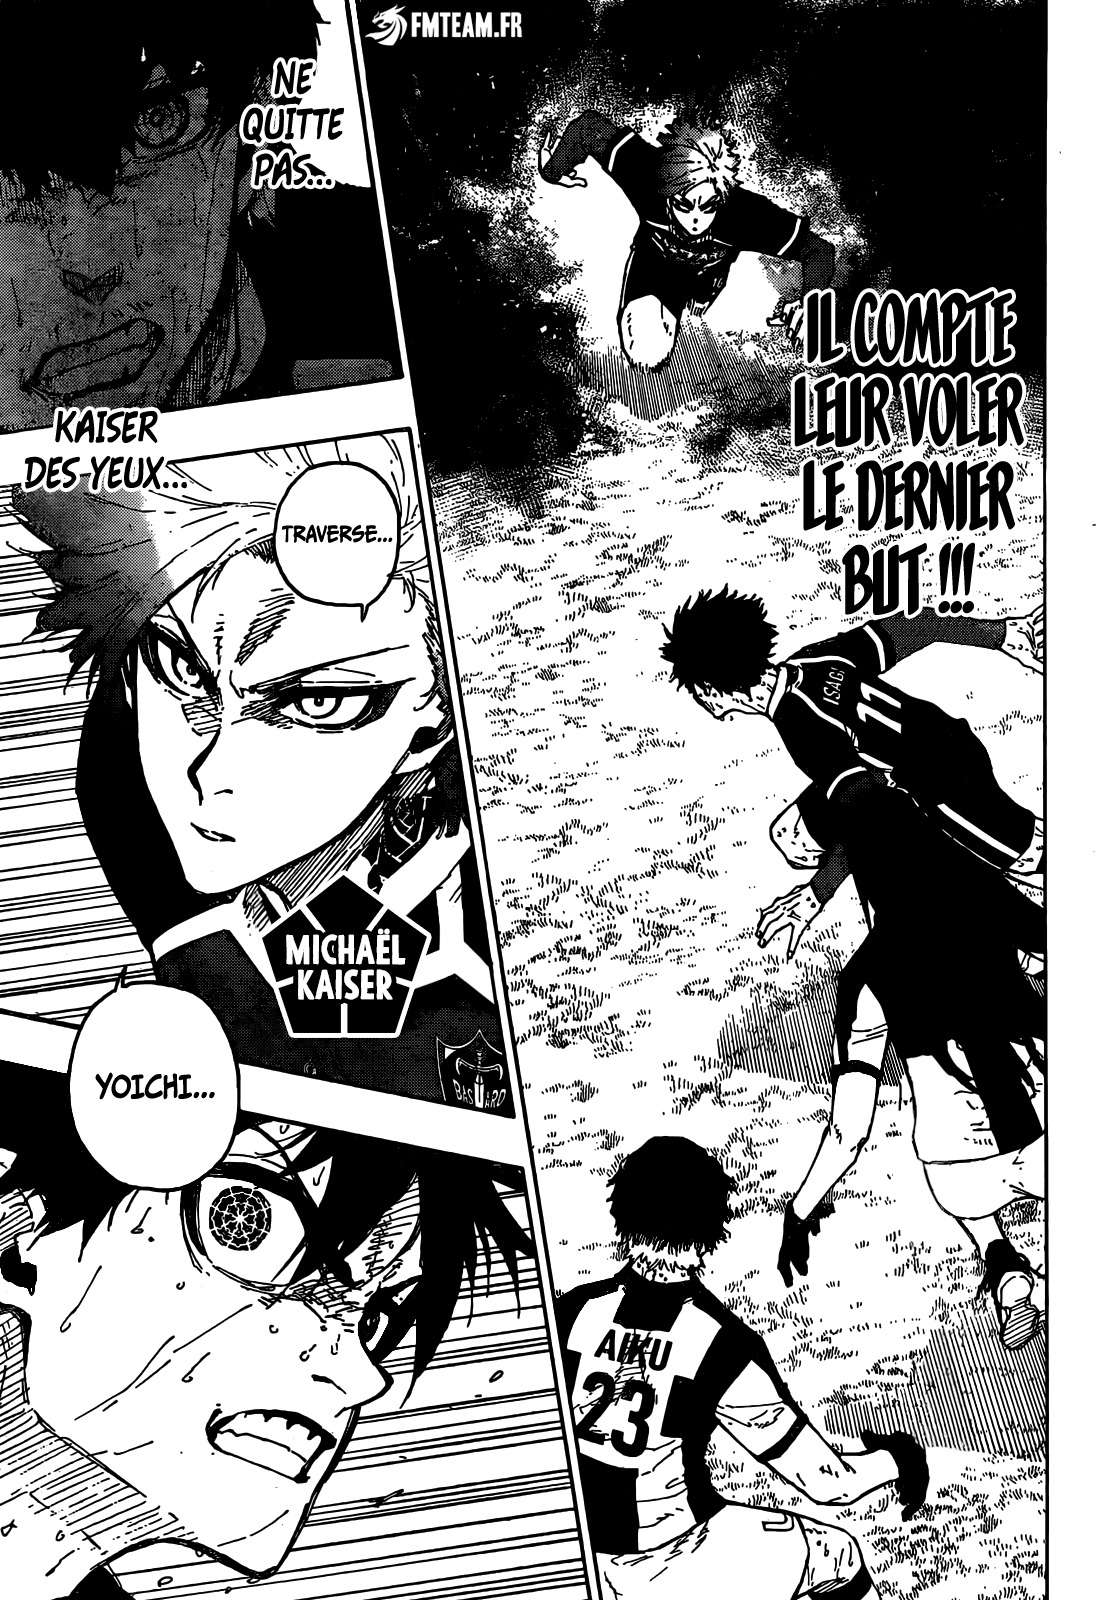 FMTEAM.FR
IL COMPTE
LEUR VOLER
LE DERNIER
BUT !!!
ISAGI
11
AIKU
23
NE
QUITTE
PAS...
KAISER
DES YEUX...
TRAVERSE...
MICHAËL
KAISER
BASTARD
YOICHI...